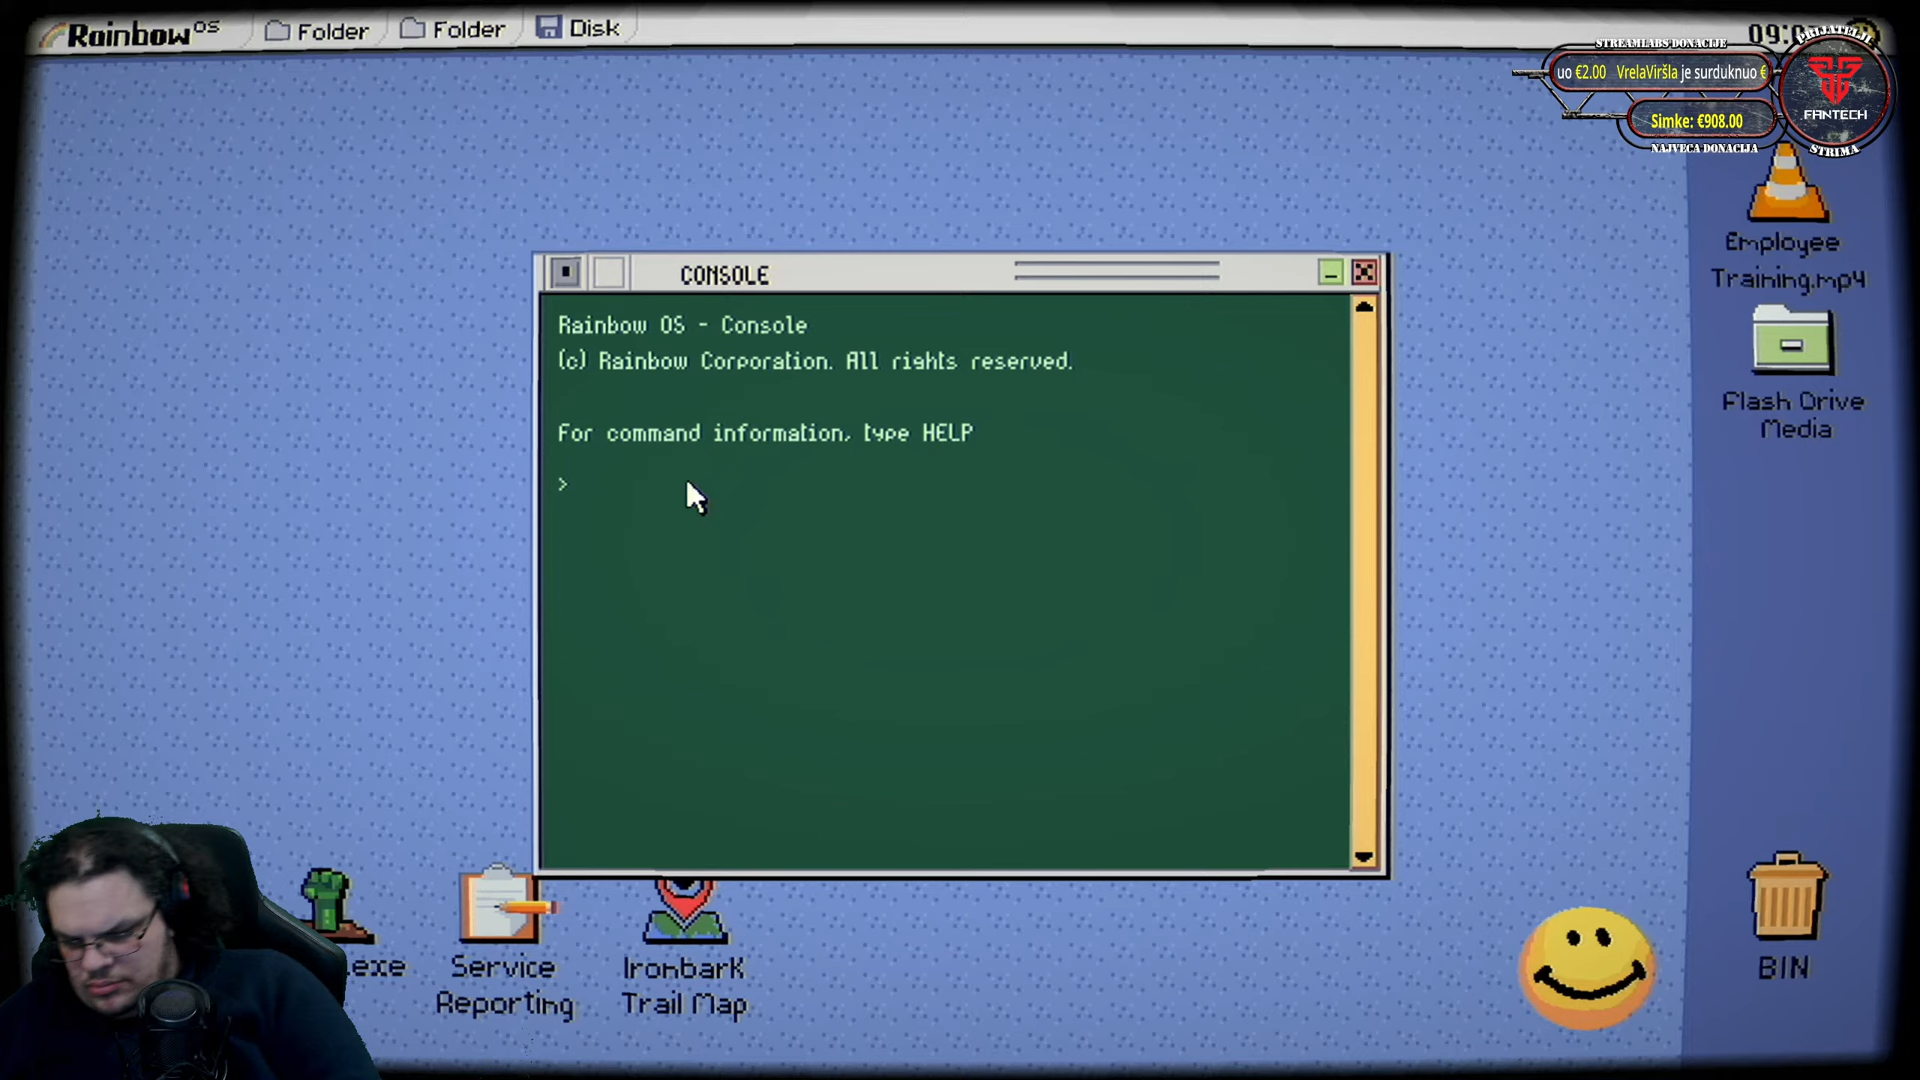 Rainbow OS
Folder
Folder
Disk
STREAMLABS DONACIJE
uo €2.00 VrelaViršla je surduknuo €
Simke: €908.00
NAJVECA DONACIJA
PRIJATELJI
FANTECH
STRIMA
Employee
Training.mp4
Flash Drive
Media
CONSOLE
Rainbow OS - Console
(c) Rainbow Corporation. All rights reserved.
For command information, type HELP
>
.exe
Service
Reporting
Ironbark
Trail Map
BIN